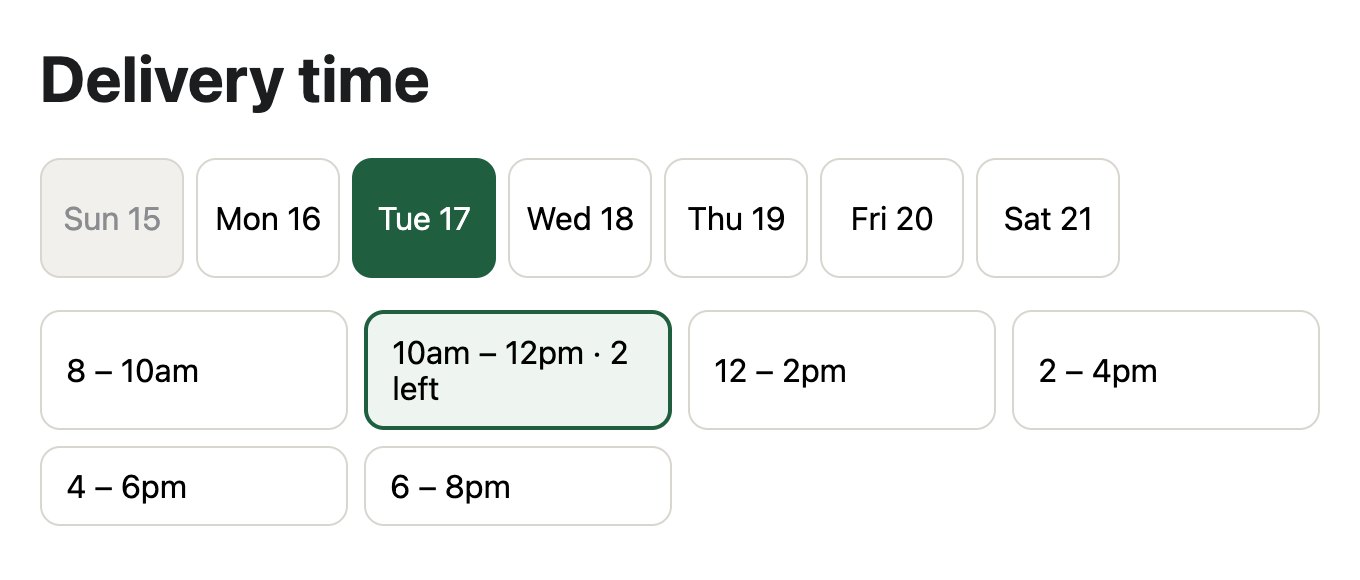 Delivery time
Sun 15
Mon 16
Tue 17
Wed 18
Thu 19
Fri 20
Sat 21
8 – 10am
10am – 12pm · 2
left
12 – 2pm
2 – 4pm
4 – 6pm
6 – 8pm